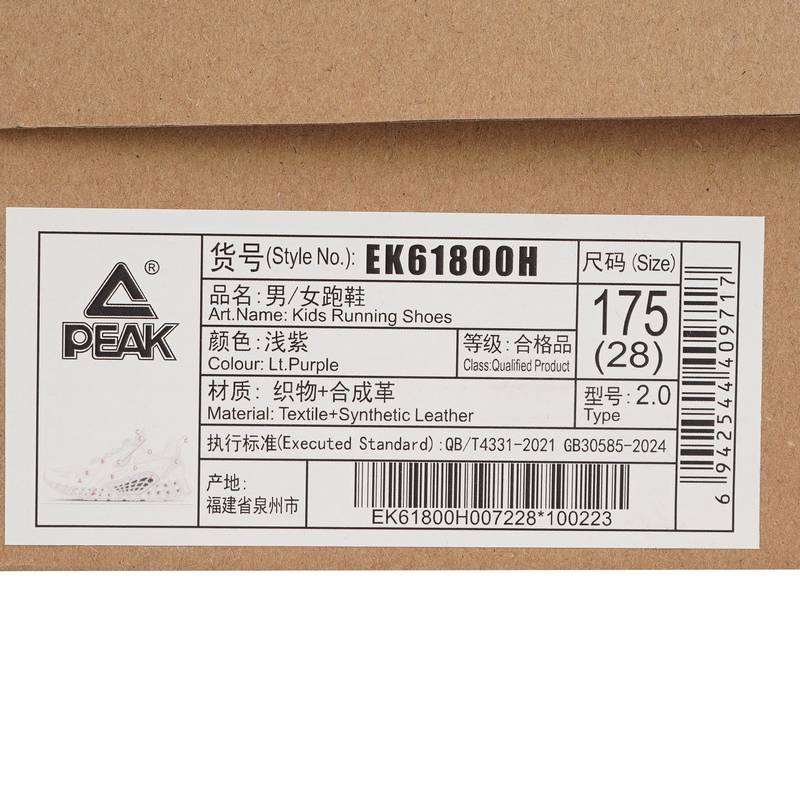 ®
PEAK
货号(Style No.): EK61800H
尺码 (Size)
品名:男/女跑鞋
Art.Name: Kids Running Shoes
175
(28)
颜色:浅紫
Colour: Lt.Purple
等级:合格品
Class:Qualified Product
材质: 织物+合成革
Material: Textile+Synthetic Leather
型号: 2.0
Type
执行标准(Executed Standard):QB/T4331-2021 GB30585-2024
产地:
福建省泉州市
EK61800H007228*100223
6942544409717